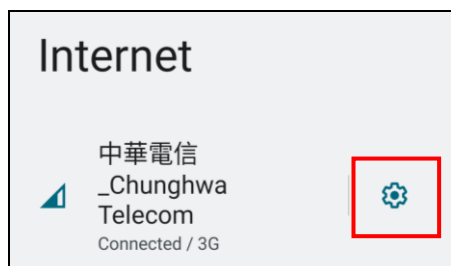 Internet
中華電信
_Chunghwa
Telecom
Connected / 3G